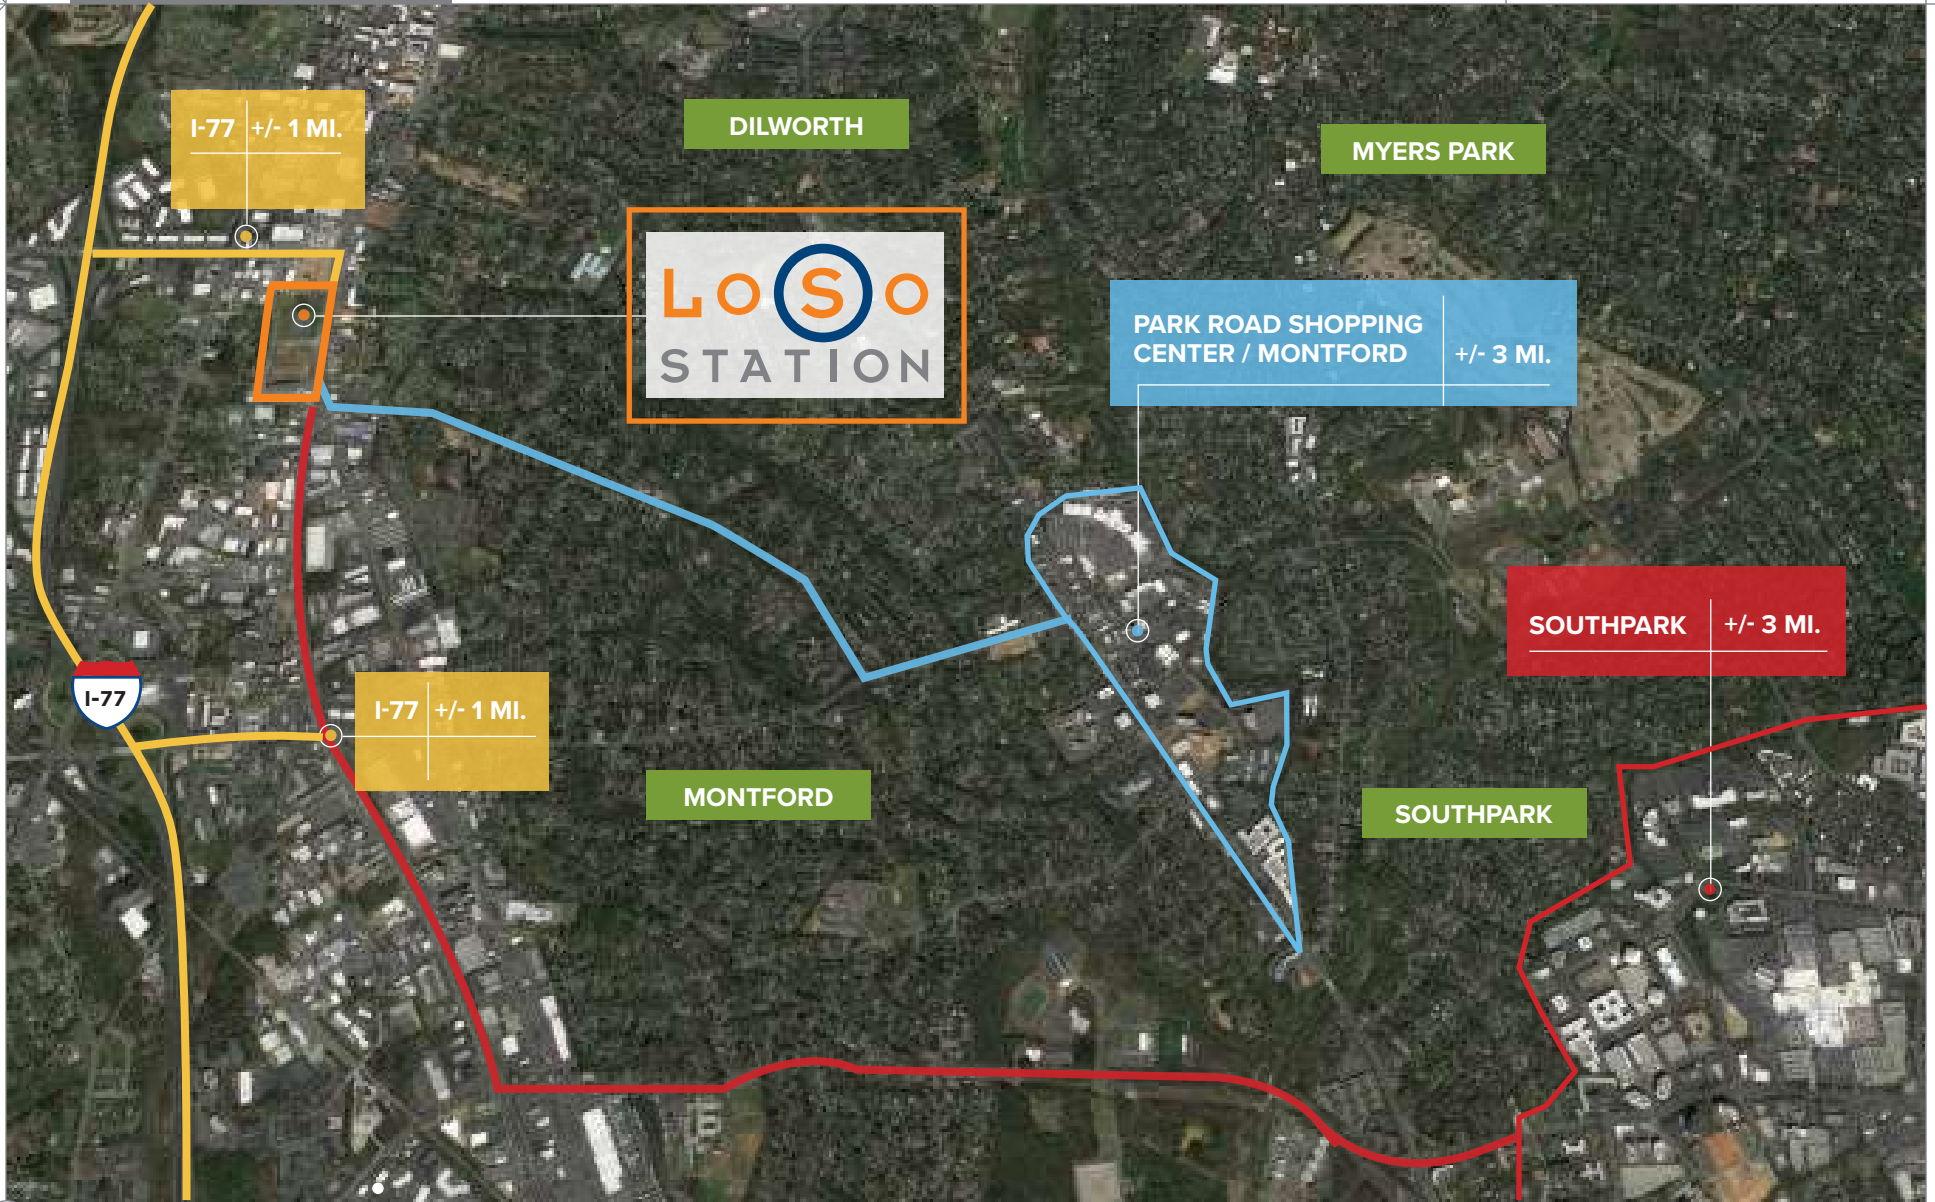 I-77 +/- 1 MI.
DILWORTH
MYERS PARK
LoSo
STATION
PARK ROAD SHOPPING
CENTER / MONTFORD +/- 3 MI.
SOUTHPARK +/- 3 MI.
I-77
I-77 +/- 1 MI.
MONTFORD
SOUTHPARK